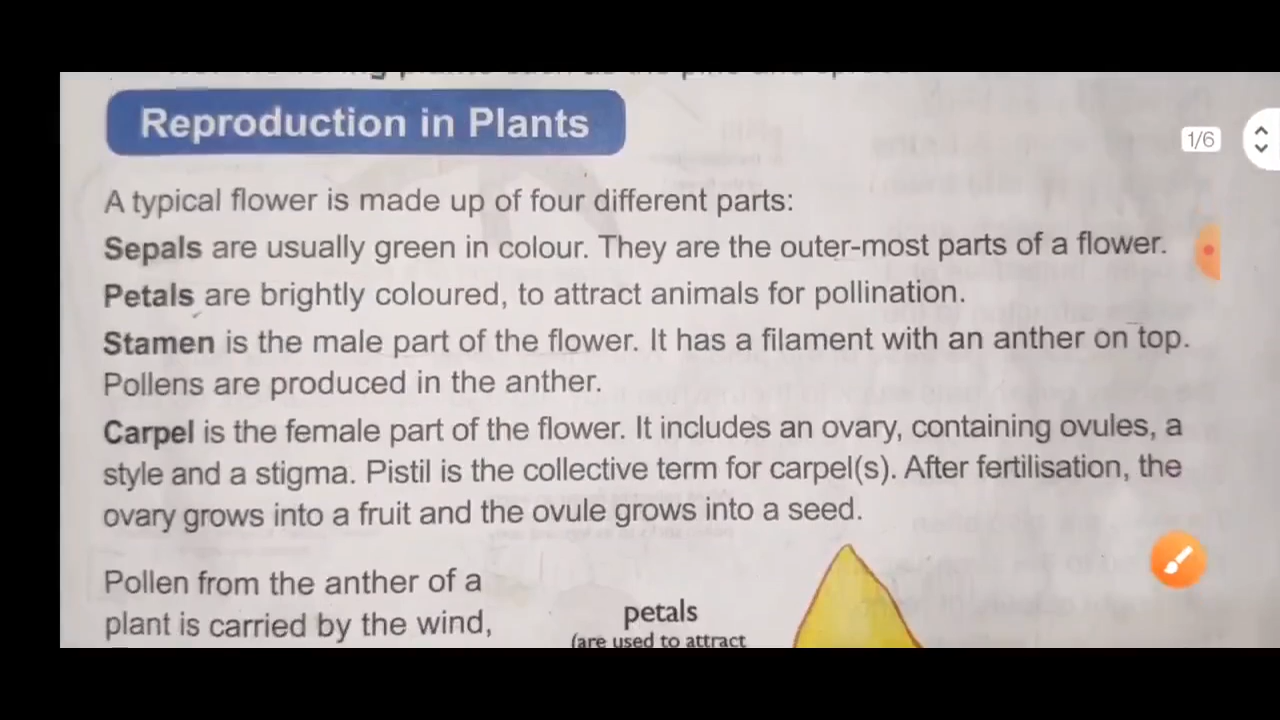 Reproduction in Plants
1/6
A typical flower is made up of four different parts:
Sepals are usually green in colour. They are the outer-most parts of a flower.
Petals are brightly coloured, to attract animals for pollination.
Stamen is the male part of the flower. It has a filament with an anther on top.
Pollens are produced in the anther.
Carpel is the female part of the flower. It includes an ovary, containing ovules, a
style and a stigma. Pistil is the collective term for carpel(s). After fertilisation, the
ovary grows into a fruit and the ovule grows into a seed.
Pollen from the anther of a
plant is carried by the wind,
petals
(are used to attract